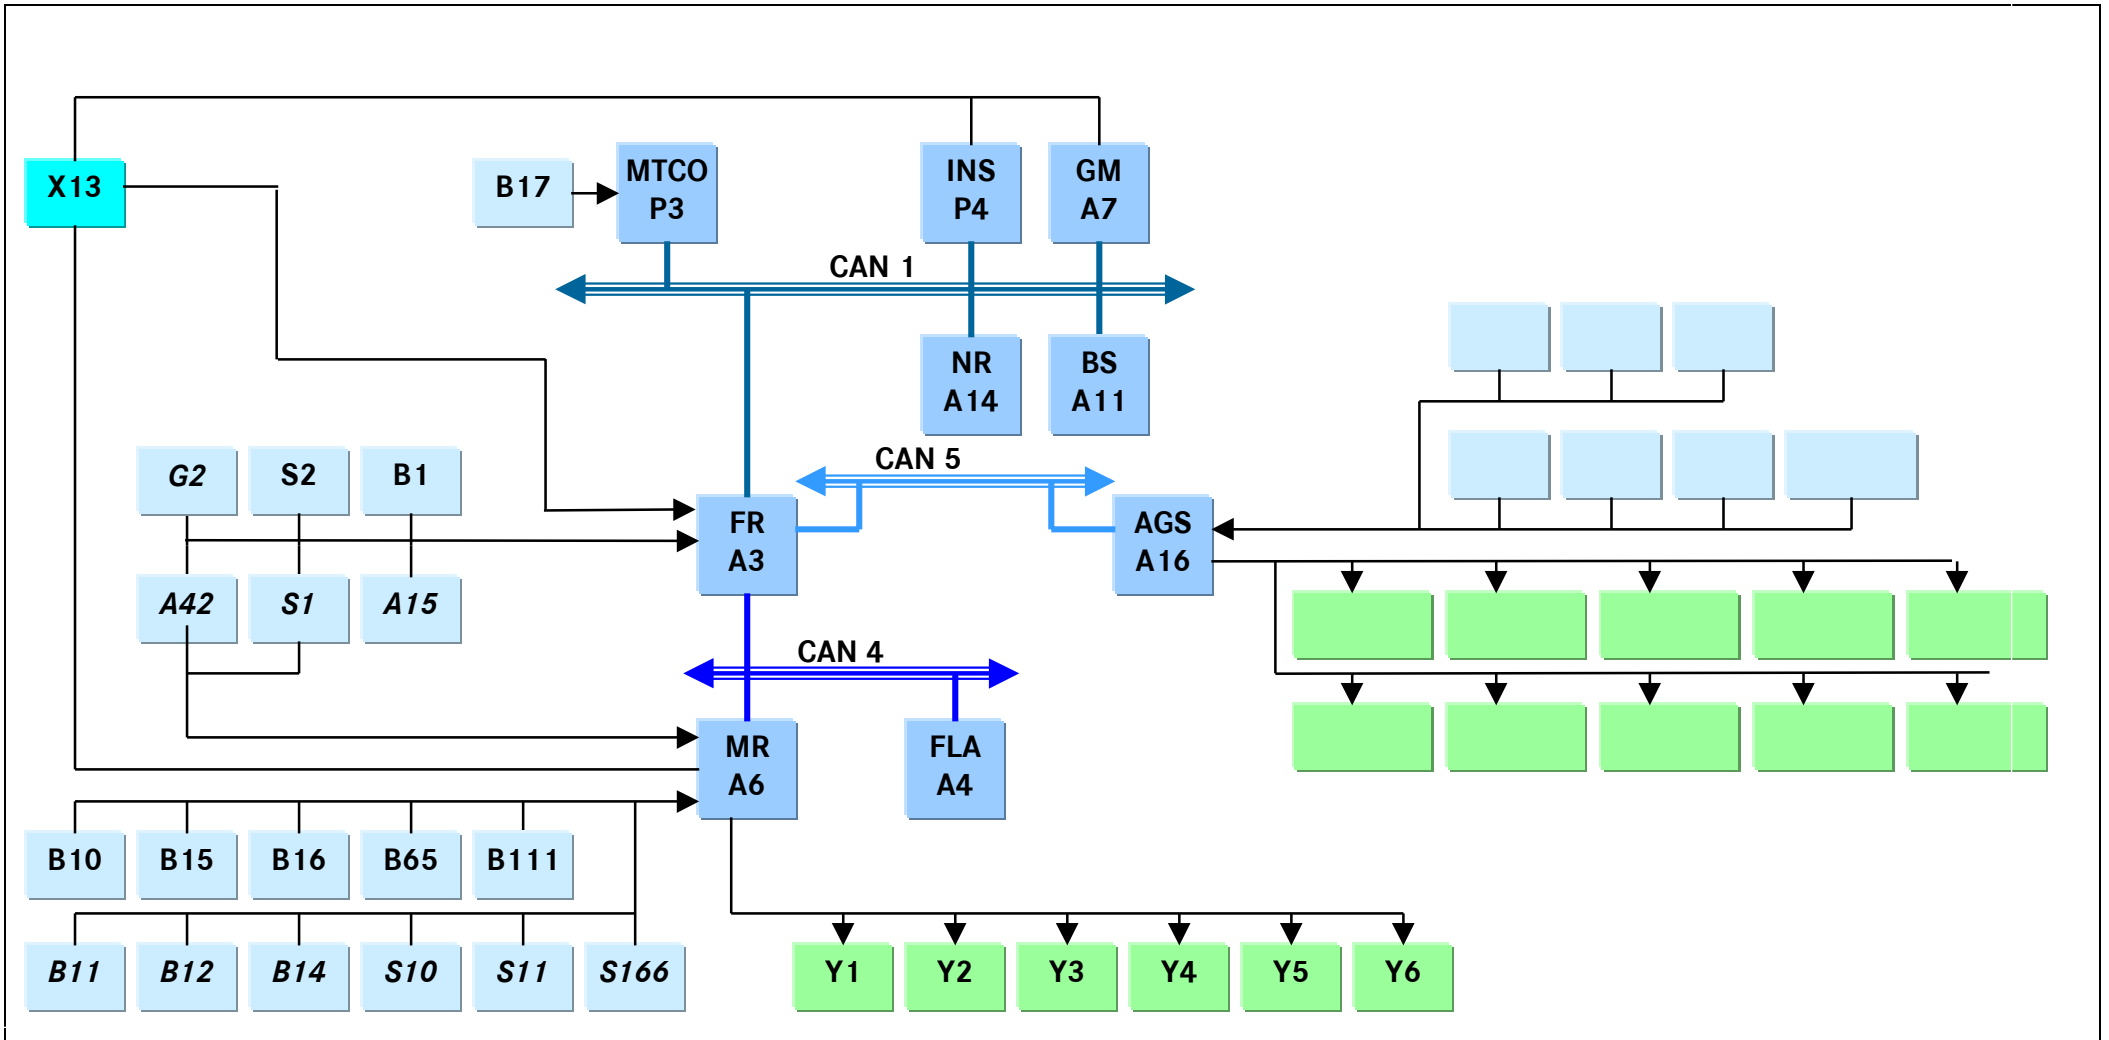 X13
B17
MTCO
P3
INS
P4
GM
A7
CAN 1
NR
A14
BS
A11
CAN 5
G2
S2
B1
FR
A3
AGS
A16
A42
S1
A15
CAN 4
MR
A6
FLA
A4
B10
B15
B16
B65
B111
B11
B12
B14
S10
S11
S166
Y1
Y2
Y3
Y4
Y5
Y6